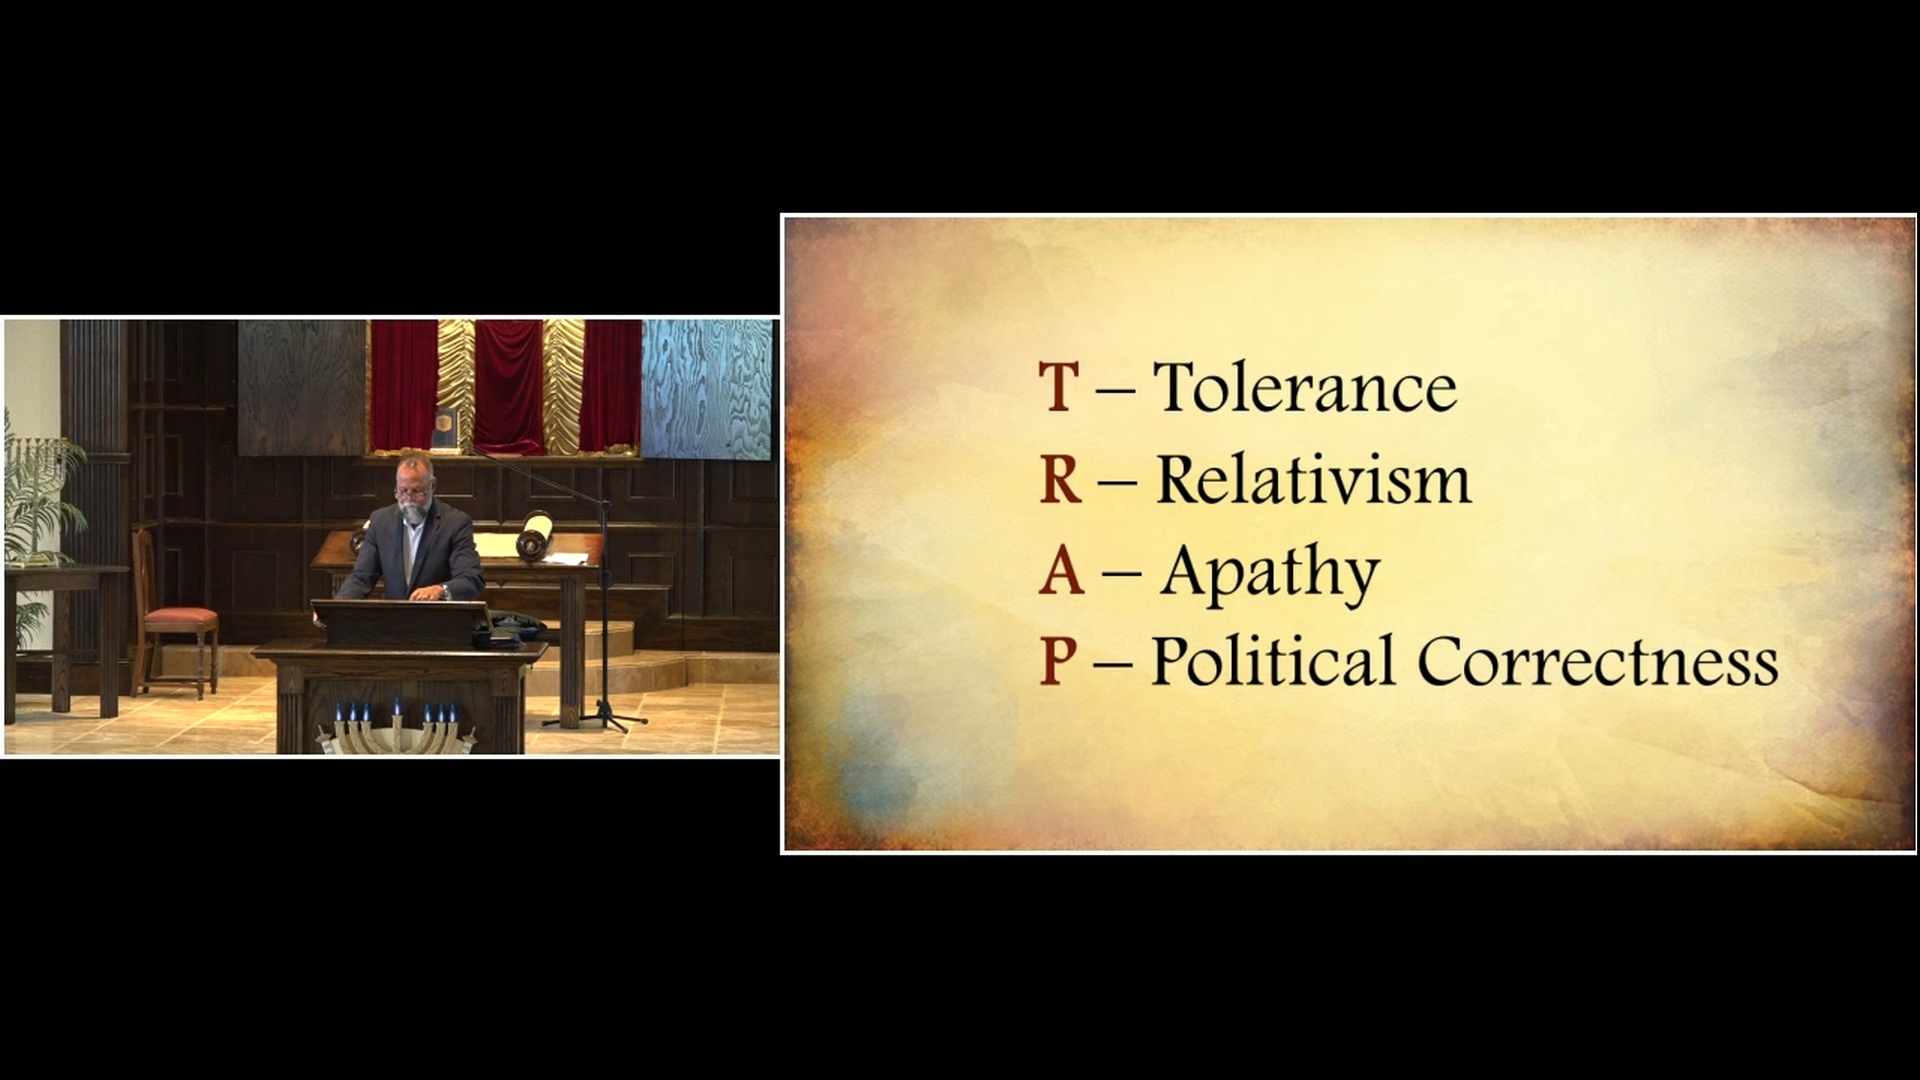 T – Tolerance
R – Relativism
A – Apathy
P – Political Correctness